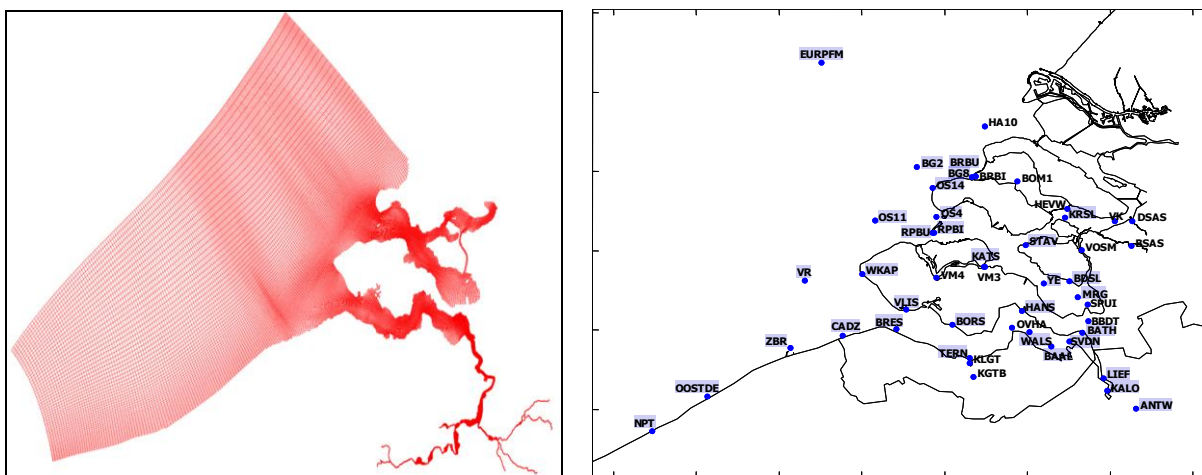 EURPFM
HA10
BG2
BRBU
BG8
BRBI
BOM1
OS14
HEVW
KRSL
VK
DSAS
OS11
OS4
RPBU
RPBI
STAV
VOSM
BSAS
KATS
VR
WKAP
VM4
VM3
YE
BDSL
MRG
SPUI
VLIS
HANS
BORS
BBDT
BRES
CADZ
OVHA
BATH
WALS
SVDN
BAAL
ZBR
TERN
KLGT
KGTB
LIEF
KALO
OOSTDE
ANTW
NPT